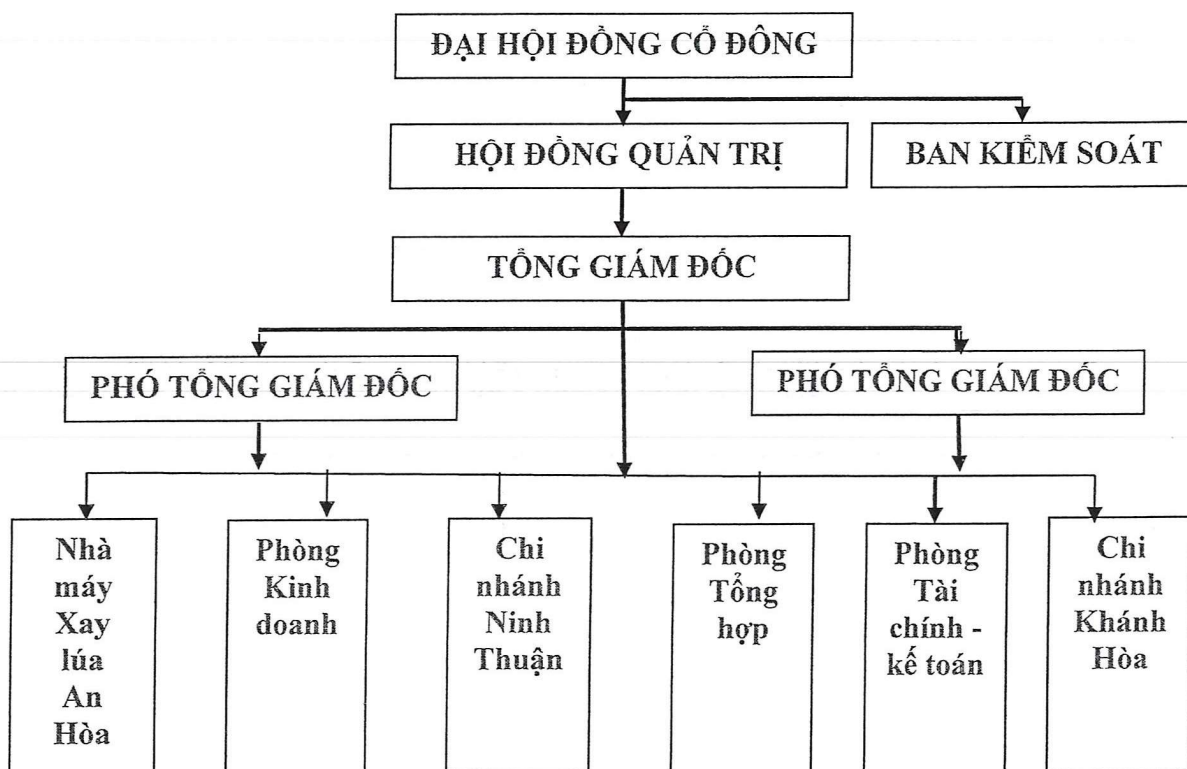 ĐẠI HỘI ĐỒNG CỔ ĐÔNG
HỘI ĐỒNG QUẢN TRỊ
BAN KIỂM SOÁT
TỔNG GIÁM ĐỐC
PHÓ TỔNG GIÁM ĐỐC
PHÓ TỔNG GIÁM ĐỐC
Nhà
máy
Xay
lúa
An
Hòa
Phòng
Kinh
doanh
Chi
nhánh
Ninh
Thuận
Phòng
Tổng
hợp
Phòng
Tài
chính -
kế toán
Chi
nhánh
Khánh
Hòa